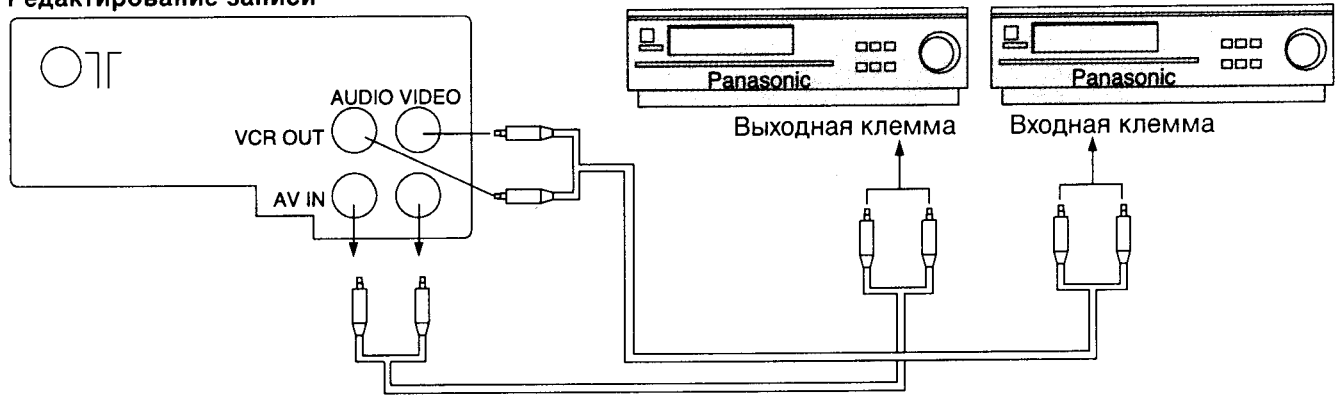 Редактирование записи
AUDIO VIDEO
VCR OUT
AV IN
Panasonic
Panasonic
Выходная клемма
Входная клемма